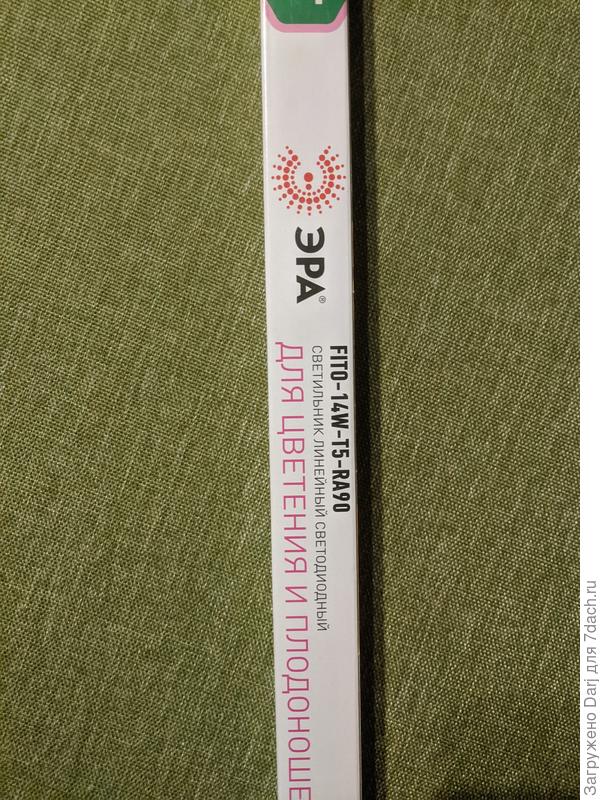 ЭРА®
FITO-14W-T5-RA90
СВЕТИЛЬНИК ЛИНЕЙНЫЙ СВЕТОДИОДНЫЙ
ДЛЯ ЦВЕТЕНИЯ И ПЛОДОНОШЕ
Загружено Darj для 7dach.ru